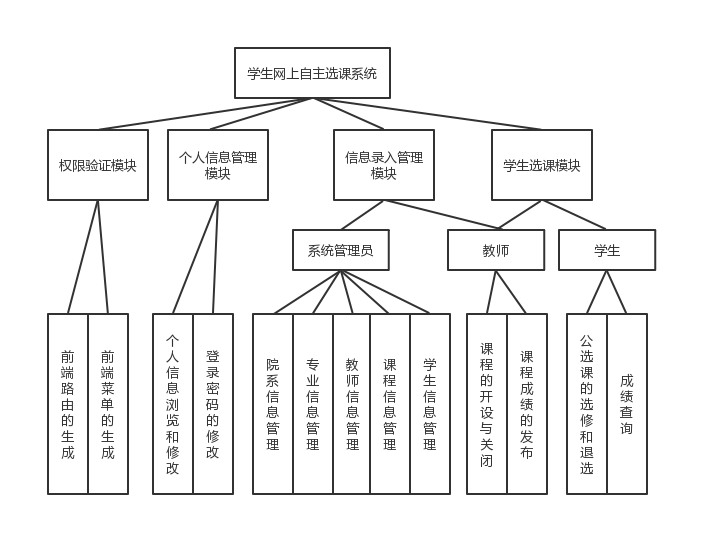 学生网上自主选课系统
权限验证模块
个人信息管理
模块
信息录入管理
模块
学生选课模块
系统管理员
教师
学生
前端路由的生成
前端菜单的生成
个人信息浏览和修改
登录密码的修改
院系信息管理
专业信息管理
教师信息管理
课程信息管理
学生信息管理
课程的开设与关闭
课程成绩的发布
公选课的选修和退选
成绩查询